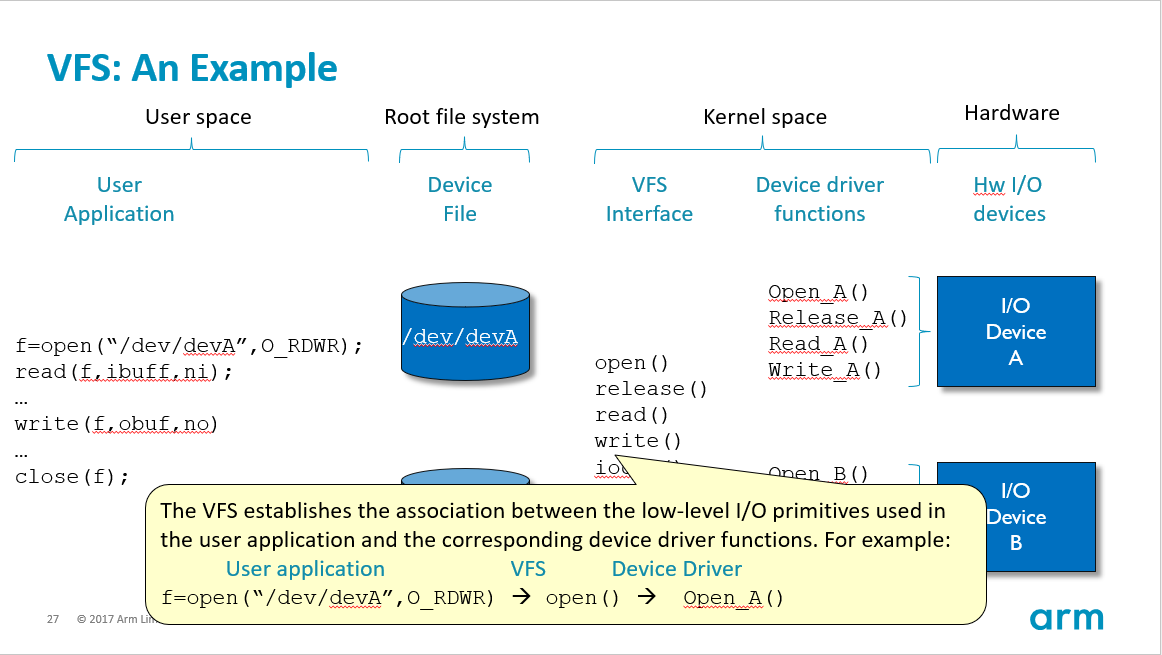 VFS: An Example
User space
Root file system
Kernel space
Hardware
User
Application
Device
File
VFS
Interface
Device driver
functions
Hw I/O
devices
f=open(“/dev/devA”,O_RDWR);
read(f,ibuff,ni);
…
write(f,obuf,no)
…
close(f);
/dev/devA
open()
release()
read()
write()
Open_A()
Release_A()
Read_A()
Write_A()
Open_B()
I/O
Device
A
I/O
Device
B
The VFS establishes the association between the low-level I/O primitives used in
the user application and the corresponding device driver functions. For example:
User application VFS Device Driver
f=open(“/dev/devA”,O_RDWR) → open() → Open_A()
27 © 2017 Arm
arm